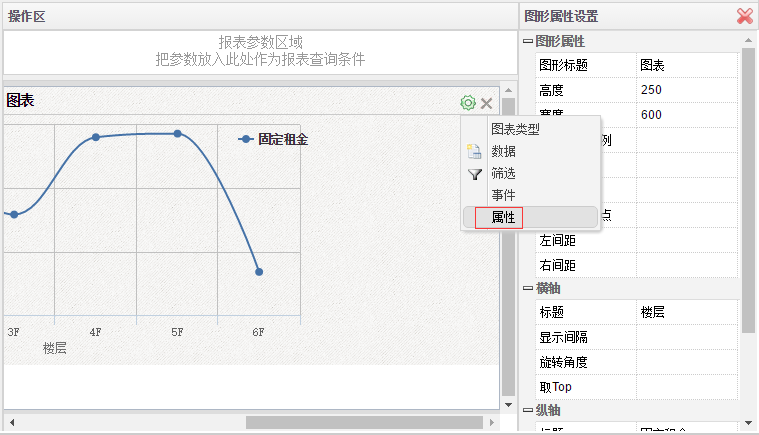 操作区
报表参数区域
把参数放入此处作为报表查询条件
图表
固定租金
3F 4F 5F 6F
楼层
图表类型
数据
筛选
事件
属性
图形属性设置
图形属性
图形标题 图表
高度 250
宽度 600
例
点
左间距
右间距
横轴
标题 楼层
显示间隔
旋转角度
取Top
纵轴
标题 固定租金